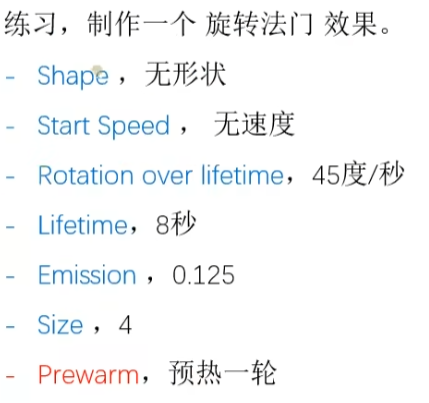 练习，制作一个 旋转法门 效果。
- Shape ，无形状
- Start Speed ， 无速度
- Rotation over lifetime，45度/秒
- Lifetime，8秒
- Emission ，0.125
- Size ，4
- Prewarm，预热一轮